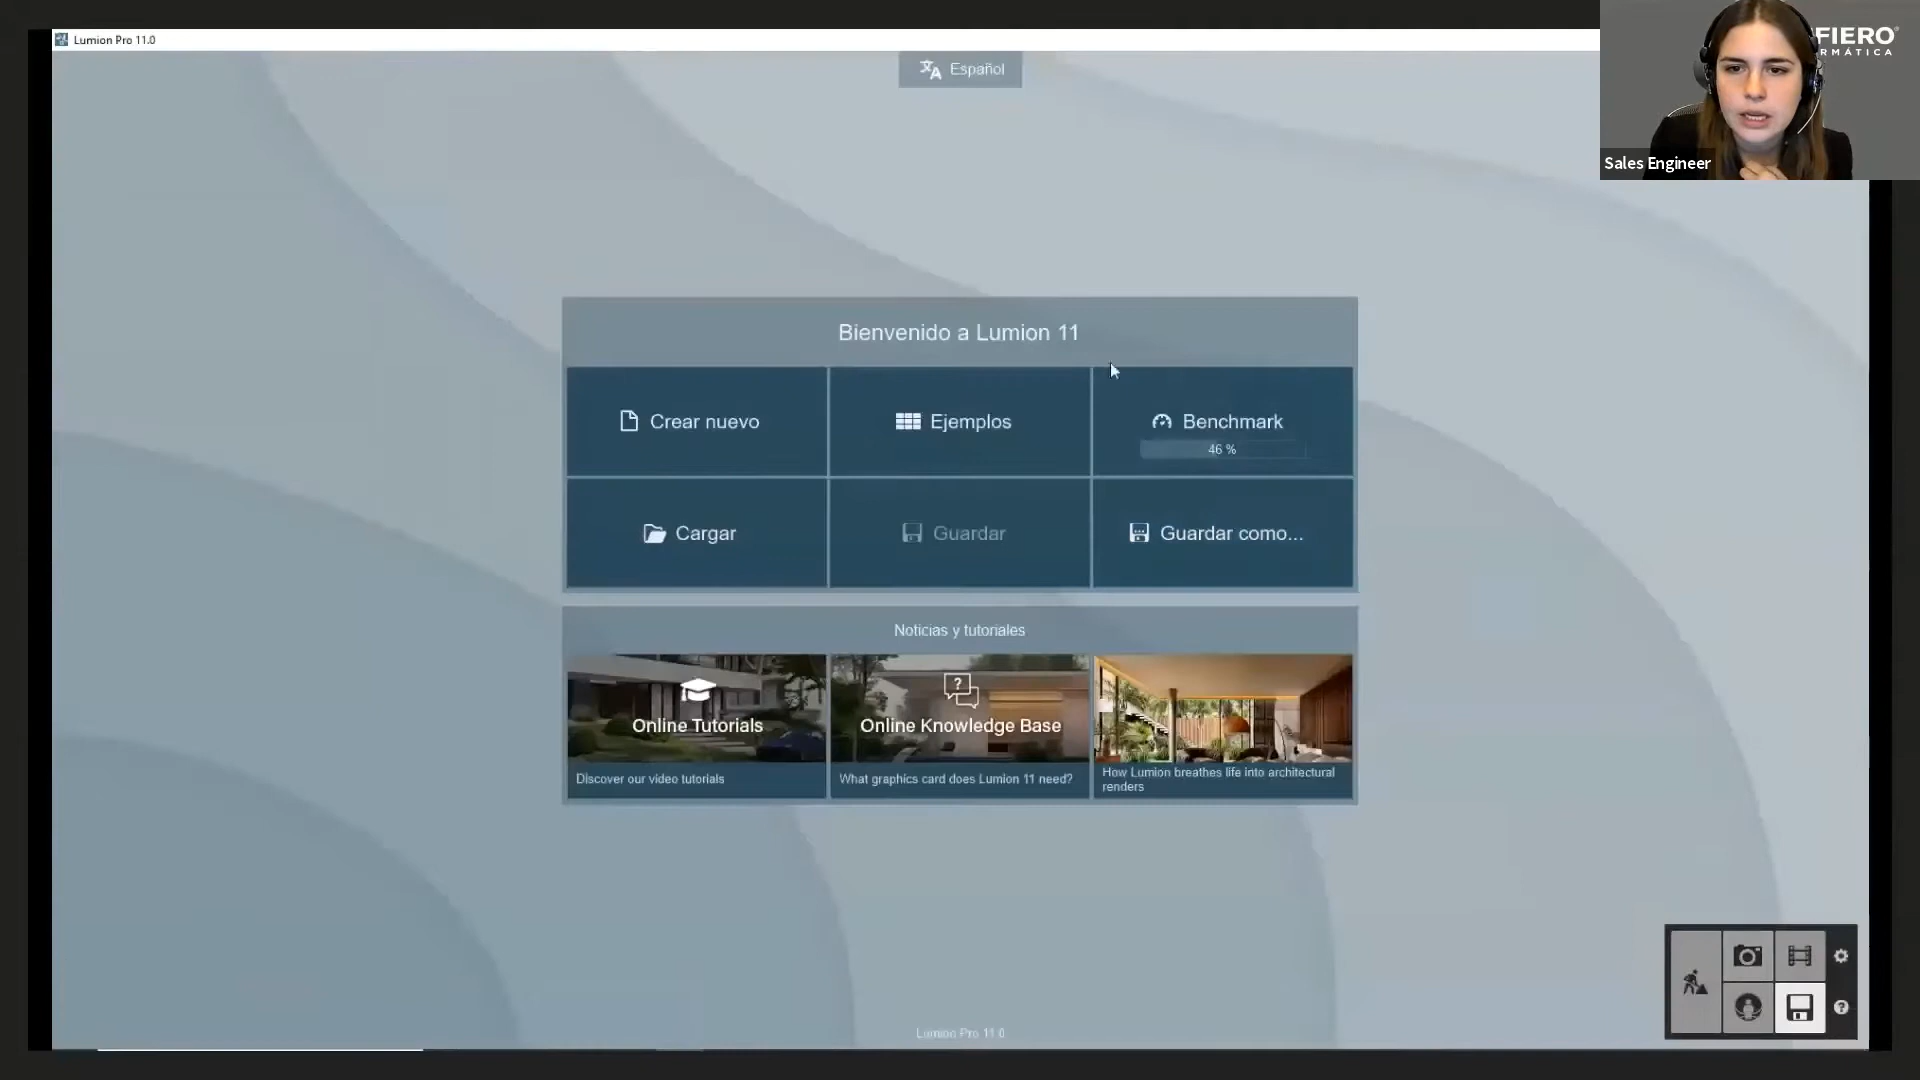 Lumion Pro 11.0
Español
FIERO
RMÁTICA
Sales Engineer
Bienvenido a Lumion 11
Crear nuevo
Ejemplos
Benchmark
46 %
Cargar
Guardar
Guardar como...
Noticias y tutoriales
Online Tutorials
Online Knowledge Base
Discover our video tutorials
What graphics card does Lumion 11 need?
How Lumion breathes life into architectural
renders
Lumion Pro 11.0